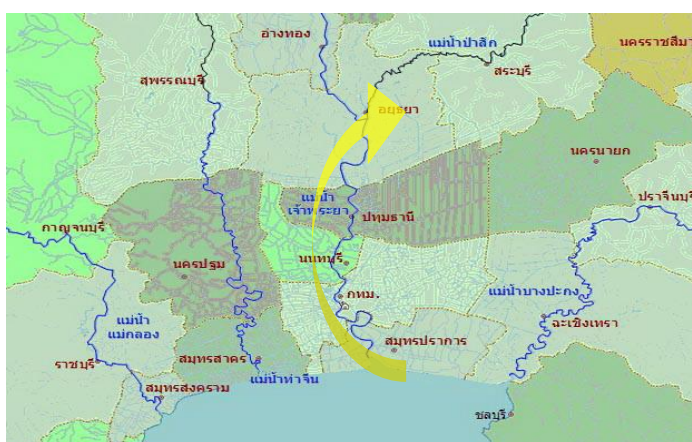 อ่างทอง
แม่น้ำป่าสัก
นครราชสีมา
สุพรรณบุรี
สระบุรี
อยุธยา
นครนายก
แม่น้ำ
เจ้าพระยา
ปทุมธานี
ปราจีนบุรี
กาญจนบุรี
นนทบุรี
นครปฐม
แม่น้ำบางปะกง
กทม.
ฉะเชิงเทรา
แม่น้ำ
แม่กลอง
สมุทรปราการ
ราชบุรี
สมุทรสาคร
สมุทรสงคราม
แม่น้ำท่าจีน
ชลบุรี